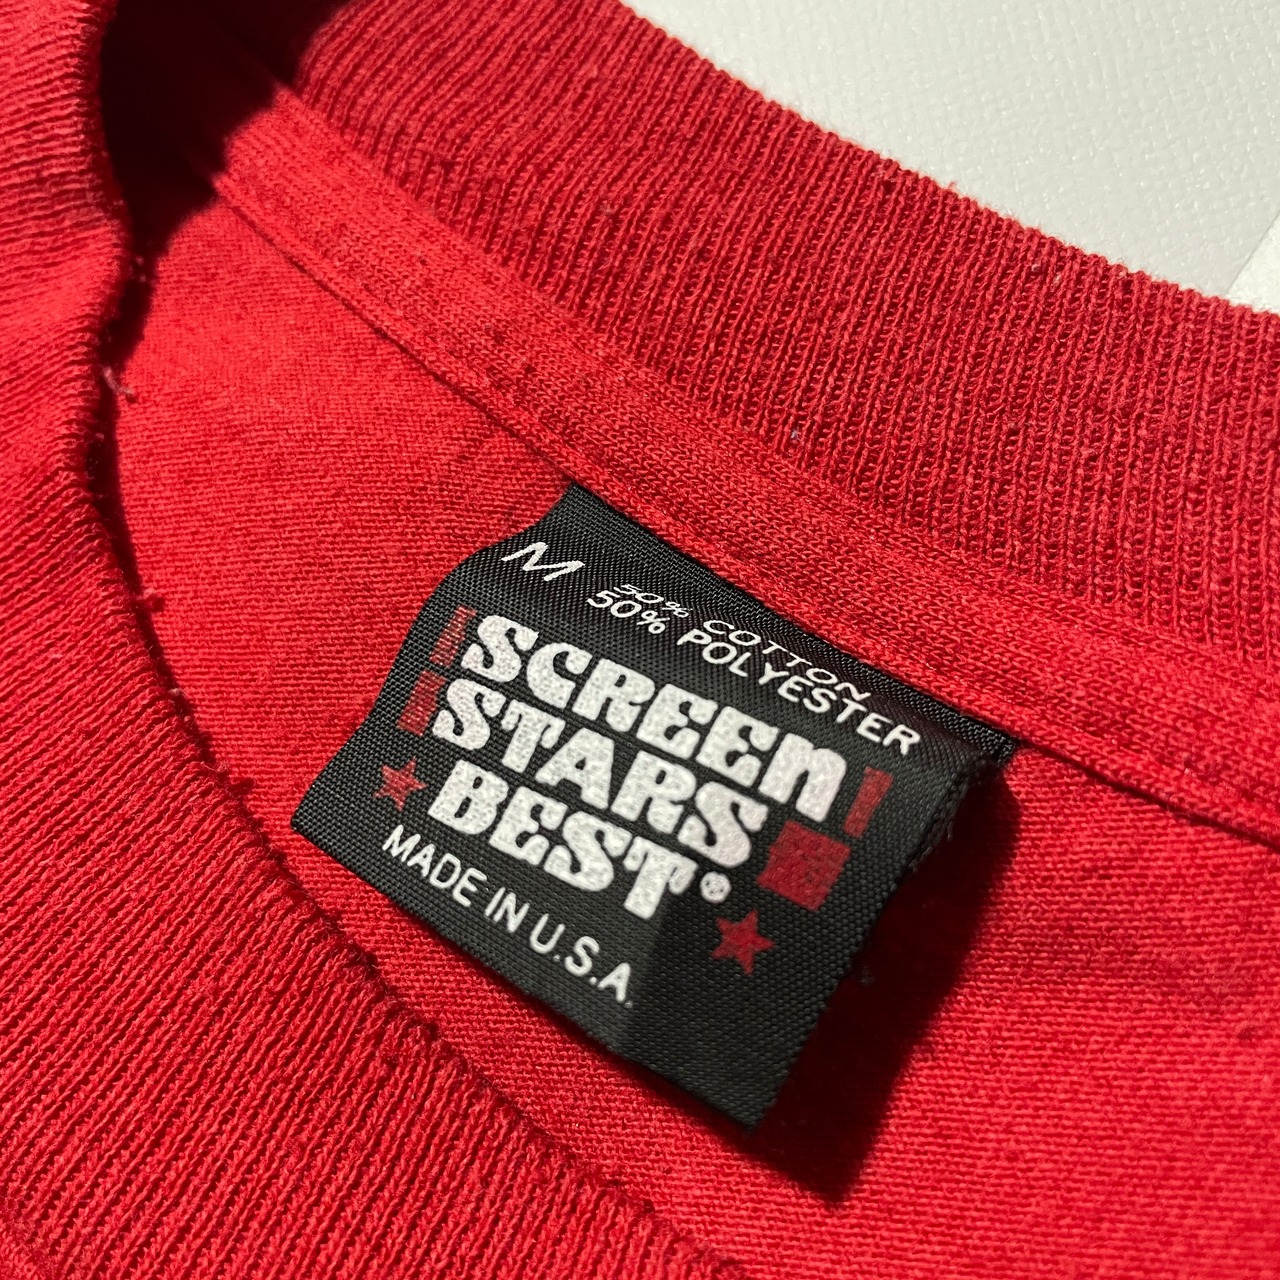 M
50% COTTON
50% POLYESTER
SCREEN
STARS
BEST®
MADE IN U.S.A.